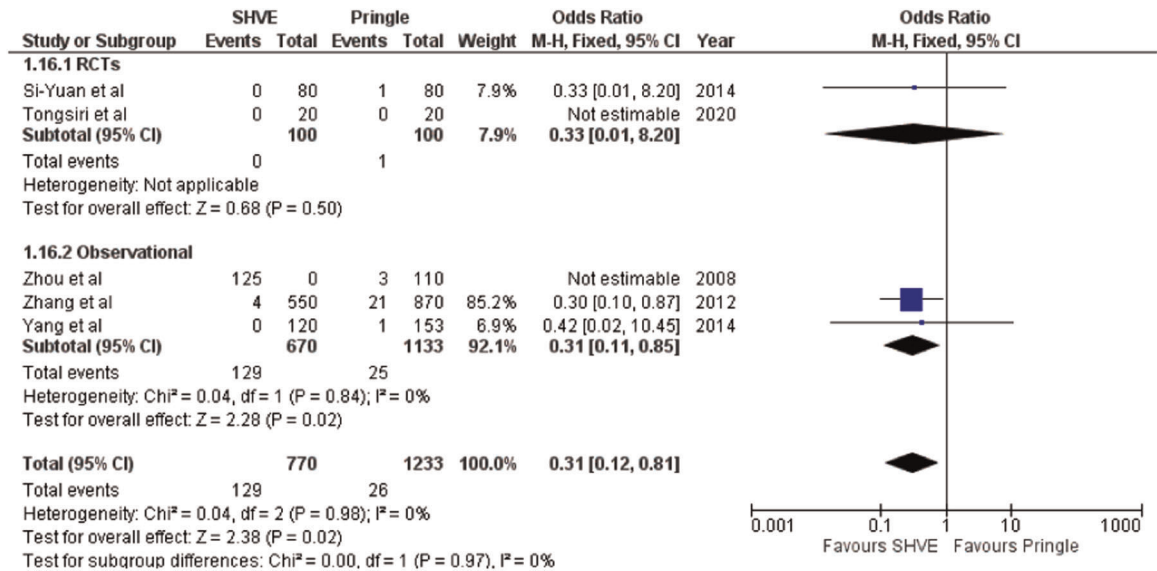 SHVE Pringle Odds Ratio Odds Ratio
Study or Subgroup Events Total Events Total Weight M-H, Fixed, 95% CI Year M-H, Fixed, 95% CI
1.16.1 RCTs
Si-Yuan et al 0 80 1 80 7.9% 0.33 [0.01, 8.20] 2014
Tongsiri et al 0 20 0 20 Not estimable 2020
Subtotal (95% CI) 100 100 7.9% 0.33 [0.01, 8.20]
Total events 0 1
Heterogeneity: Not applicable
Test for overall effect: Z = 0.68 (P = 0.50)
1.16.2 Observational
Zhou et al 125 0 3 110 Not estimable 2008
Zhang et al 4 550 21 870 85.2% 0.30 [0.10, 0.87] 2012
Yang et al 0 120 1 153 6.9% 0.42 [0.02, 10.45] 2014
Subtotal (95% CI) 670 1133 92.1% 0.31 [0.11, 0.85]
Total events 129 25
Heterogeneity: Chi² = 0.04, df = 1 (P = 0.84); I² = 0%
Test for overall effect: Z = 2.28 (P = 0.02)
Total (95% CI) 770 1233 100.0% 0.31 [0.12, 0.81]
Total events 129 26
Heterogeneity: Chi² = 0.04, df = 2 (P = 0.98); I² = 0%
Test for overall effect: Z = 2.38 (P = 0.02)
Test for subgroup differences: Chi² = 0.00, df = 1 (P = 0.97), I² = 0%
0.001 0.1 1 10 1000
Favours SHVE Favours Pringle